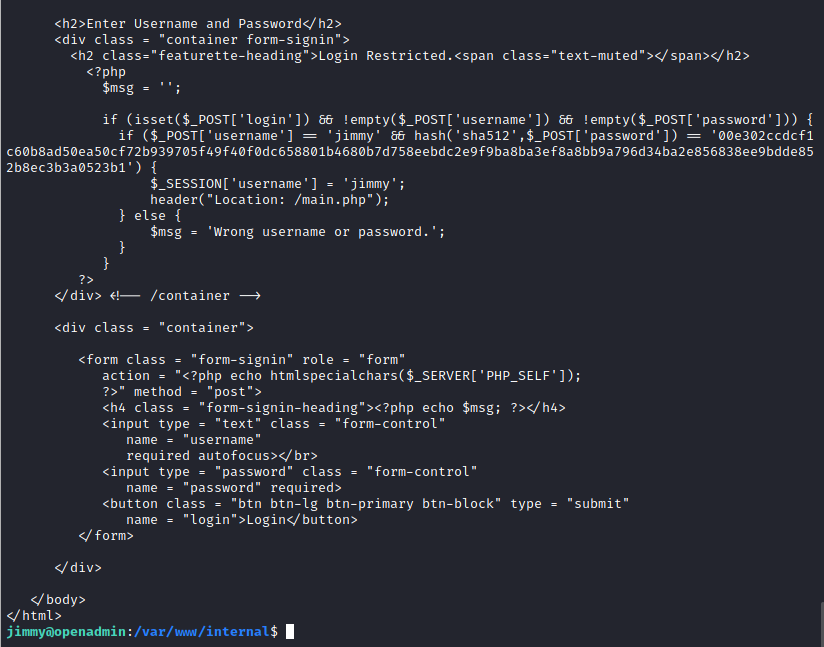 <h2>Enter Username and Password</h2>
<div class = "container form-signin">
<h2 class="featurette-heading">Login Restricted.<span class="text-muted"></span></h2>
<?php
$msg = '';
if (isset($_POST['login']) && !empty($_POST['username']) && !empty($_POST['password'])) {
if ($_POST['username'] == 'jimmy' && hash('sha512',$_POST['password']) == '00e302ccdcf1
c60b8ad50ea50cf72b939705f49f40f0dc658801b4680b7d758eebdc2e9f9ba8ba3ef8a8bb9a796d34ba2e856838ee9bdde85
2b8ec3b3a0523b1') {
$_SESSION['username'] = 'jimmy';
header("Location: /main.php");
} else {
$msg = 'Wrong username or password.';
}
}
?>
</div> <!-- /container -->
<div class = "container">
<form class = "form-signin" role = "form"
action = "<?php echo htmlspecialchars($_SERVER['PHP_SELF']);
?>" method = "post">
<h4 class = "form-signin-heading"><?php echo $msg; ?></h4>
<input type = "text" class = "form-control"
name = "username"
required autofocus></br>
<input type = "password" class = "form-control"
name = "password" required>
<button class = "btn btn-lg btn-primary btn-block" type = "submit"
name = "login">Login</button>
</form>
</div>
</body>
</html>
jimmy@openadmin:/var/www/internal$